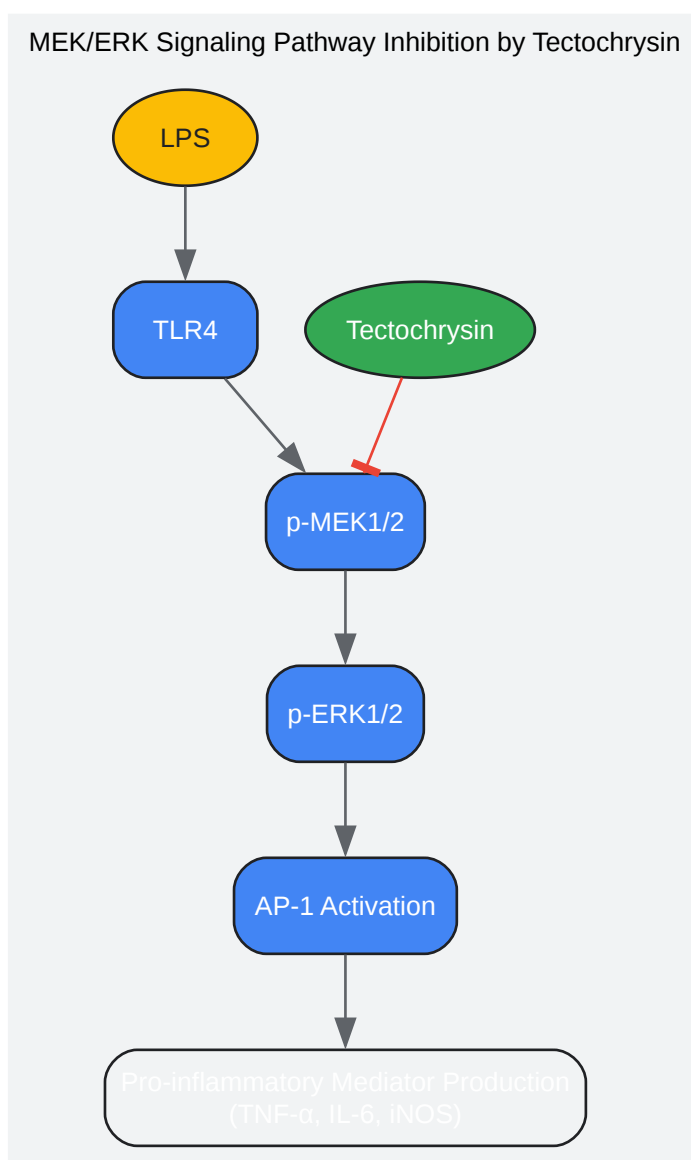 MEK/ERK Signaling Pathway Inhibition by Tectochrysin
LPS
TLR4
Tectochrysin
p-MEK1/2
p-ERK1/2
AP-1 Activation
Pro-inflammatory Mediator Production
(TNF-α, IL-6, iNOS)